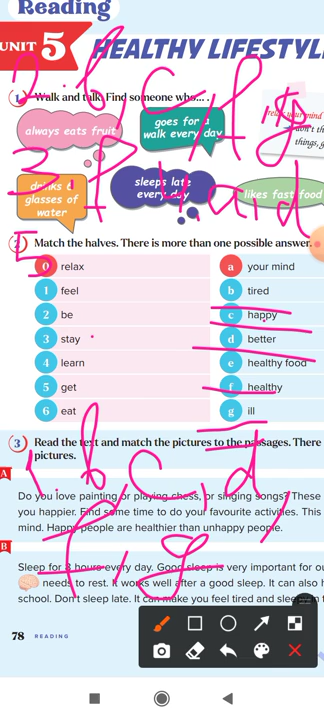 Reading
UNIT 5 HEALTHY LIFESTYL
1 Walk and talk. Find someone who... .
always eats fruit
goes for a
walk every day
relax your mind
don't th
things, g
glasses of
water
sleeps late
every day
likes fast food
2 Match the halves. There is more than one possible answer.
0 relax a your mind
1 feel b tired
2 be c happy
3 stay d better
4 learn e healthy food
5 get f healthy
6 eat g ill
3 Read the text and match the pictures to the passages. There
pictures.
A
Do you love painting or playing chess, or singing songs? These
you happier. Find some time to do your favourite activities. This
mind. Happy people are healthier than unhappy people.
B
Sleep for 8 hours every day. Good sleep is very important for ou
needs to rest. It works well after a good sleep. It can also h
school. Don't sleep late. It can make you feel tired and slee
78 READING
1. b, c, d,
f, g